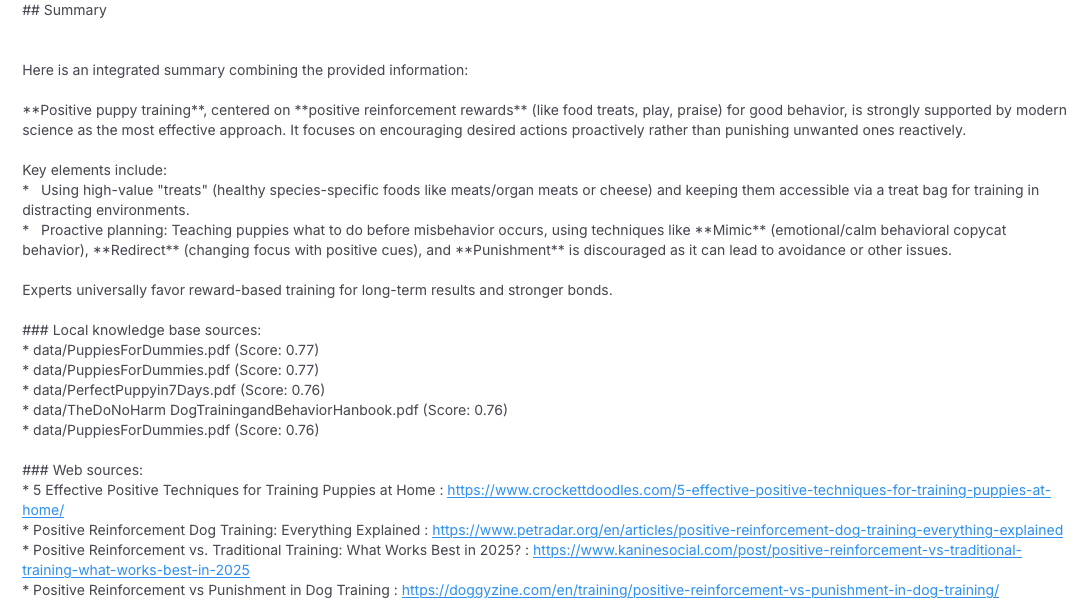 ## Summary
Here is an integrated summary combining the provided information:
**Positive puppy training**, centered on **positive reinforcement rewards** (like food treats, play, praise) for good behavior, is strongly supported by modern
science as the most effective approach. It focuses on encouraging desired actions proactively rather than punishing unwanted ones reactively.
Key elements include:
*   Using high-value "treats" (healthy species-specific foods like meats/organ meats or cheese) and keeping them accessible via a treat bag for training in
distracting environments.
*   Proactive planning: Teaching puppies what to do before misbehavior occurs, using techniques like **Mimic** (emotional/calm behavioral copycat
behavior), **Redirect** (changing focus with positive cues), and **Punishment** is discouraged as it can lead to avoidance or other issues.
Experts universally favor reward-based training for long-term results and stronger bonds.
### Local knowledge base sources:
* data/PuppiesForDummies.pdf (Score: 0.77)
* data/PuppiesForDummies.pdf (Score: 0.77)
* data/PerfectPuppyin7Days.pdf (Score: 0.76)
* data/TheDoNoHarm DogTrainingandBehaviorHanbook.pdf (Score: 0.76)
* data/PuppiesForDummies.pdf (Score: 0.76)
### Web sources:
* 5 Effective Positive Techniques for Training Puppies at Home : https://www.crockettdoodles.com/5-effective-positive-techniques-for-training-puppies-at-
home/
* Positive Reinforcement Dog Training: Everything Explained : https://www.petradar.org/en/articles/positive-reinforcement-dog-training-everything-explained
* Positive Reinforcement vs. Traditional Training: What Works Best in 2025? : https://www.kaninesocial.com/post/positive-reinforcement-vs-traditional-
training-what-works-best-in-2025
* Positive Reinforcement vs Punishment in Dog Training : https://doggyzine.com/en/training/positive-reinforcement-vs-punishment-in-dog-training/